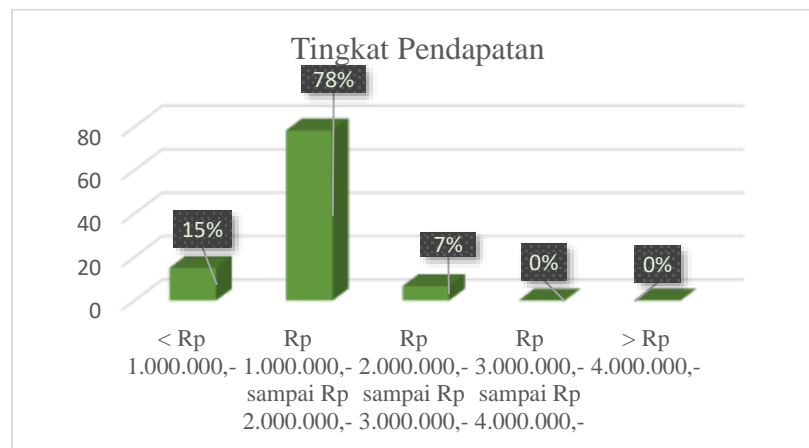 Tingkat Pendapatan
78%
15%
7%
0%
0%
80
60
40
20
0
< Rp
1.000.000,-
Rp
1.000.000,-
sampai Rp
2.000.000,-
Rp
2.000.000,-
sampai Rp
3.000.000,-
Rp
3.000.000,-
sampai Rp
4.000.000,-
> Rp
4.000.000,-